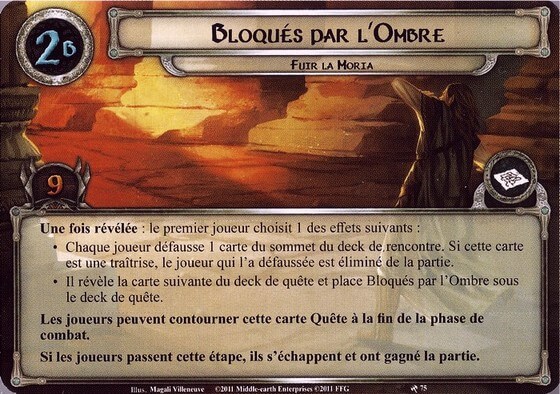 2B
Bloqués par l'Ombre
Fuir la Moria
9
Une fois révélée : le premier joueur choisit 1 des effets suivants :
• Chaque joueur défausse 1 carte du sommet du deck de rencontre. Si cette carte
est une traîtrise, le joueur qui l'a défaussée est éliminé de la partie.
• Il révèle la carte suivante du deck de quête et place Bloqués par l'Ombre sous
le deck de quête.
Les joueurs peuvent contourner cette carte Quête à la fin de la phase de
combat.
Si les joueurs passent cette étape, ils s'échappent et ont gagné la partie.
Illus. Magali Villeneuve ©2011 Middle-earth Enterprises ©2011 FFG 75